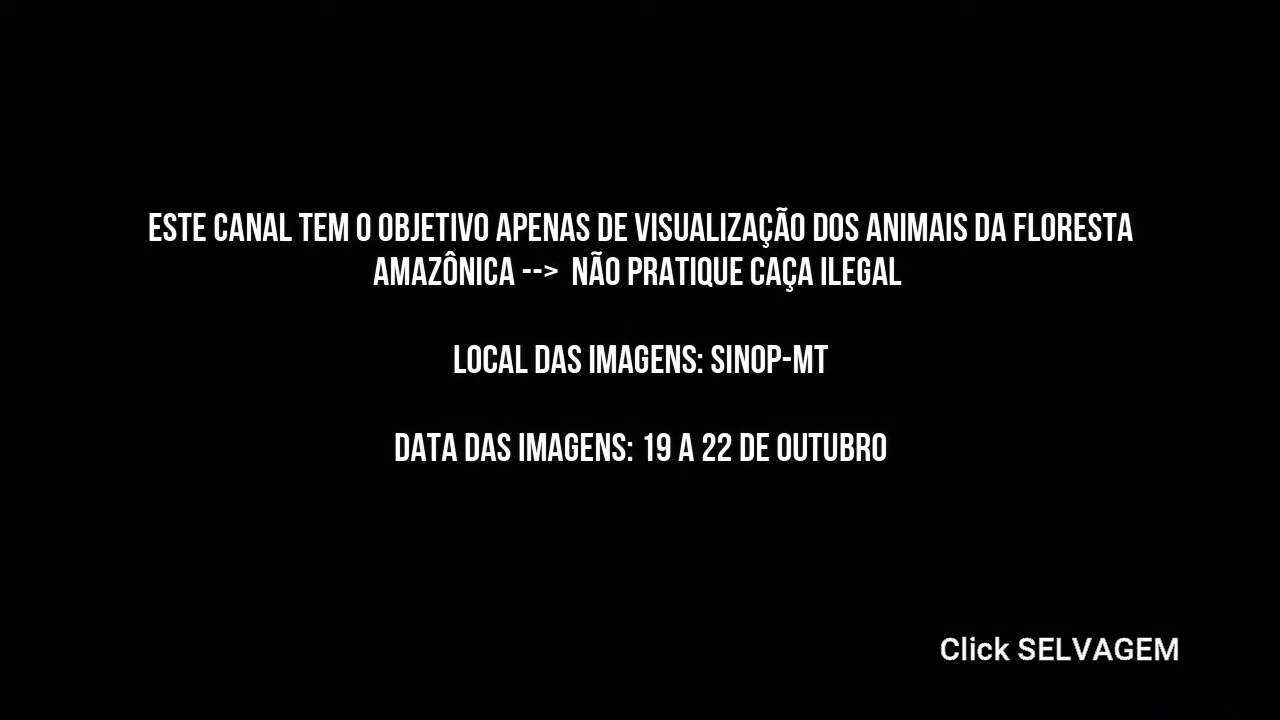 ESTE CANAL TEM O OBJETIVO APENAS DE VISUALIZAÇÃO DOS ANIMAIS DA FLORESTA
AMAZÔNICA --> NÃO PRATIQUE CAÇA ILEGAL
LOCAL DAS IMAGENS: SINOP-MT
DATA DAS IMAGENS: 19 A 22 DE OUTUBRO
Click SELVAGEM